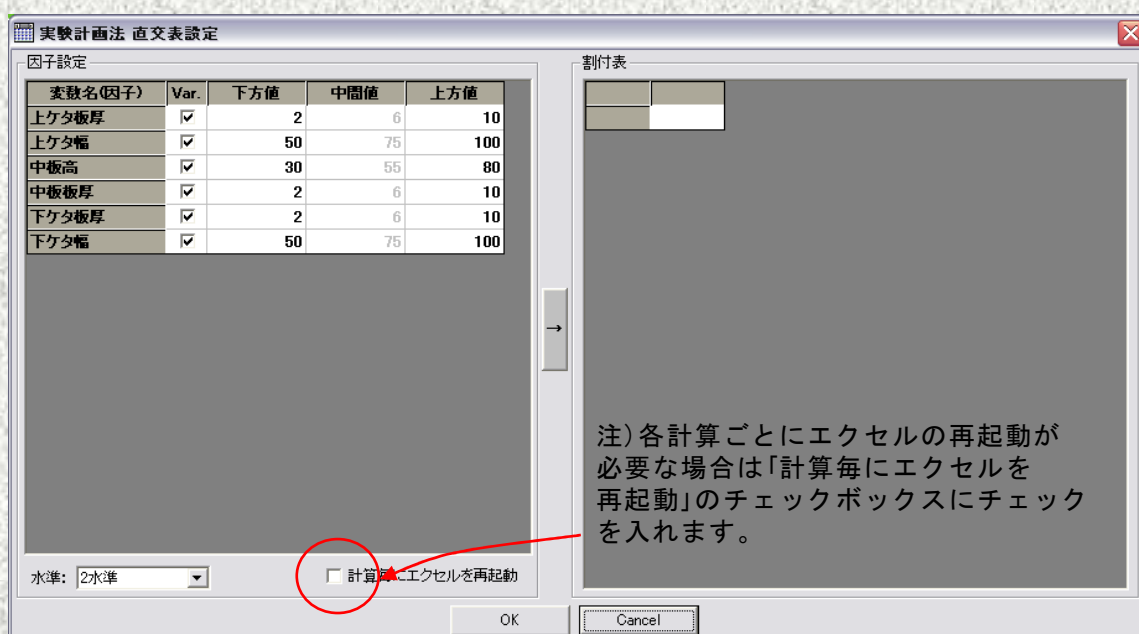 実験計画法 直交表設定
因子設定
変数名(因子) Var. 下方値 中間値 上方値
上ケタ板厚 2 6 10
上ケタ幅 50 75 100
中板高 30 55 80
中板板厚 2 6 10
下ケタ板厚 2 6 10
下ケタ幅 50 75 100
水準: 2水準
計算毎にエクセルを再起動
→
割付表
注)各計算ごとにエクセルの再起動が
必要な場合は「計算毎にエクセルを
再起動」のチェックボックスにチェック
を入れます。
OK Cancel